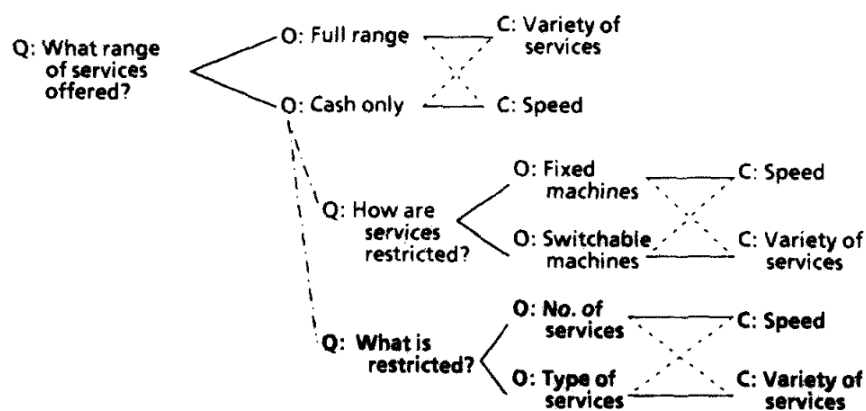 Q: What range
of services
offered?
O: Full range
C: Variety of
services
O: Cash only
C: Speed
Q: How are
services
restricted?
O: Fixed
machines
C: Speed
O: Switchable
machines
C: Variety of
services
Q: What is
restricted?
O: No. of
services
C: Speed
O: Type of
services
C: Variety of
services